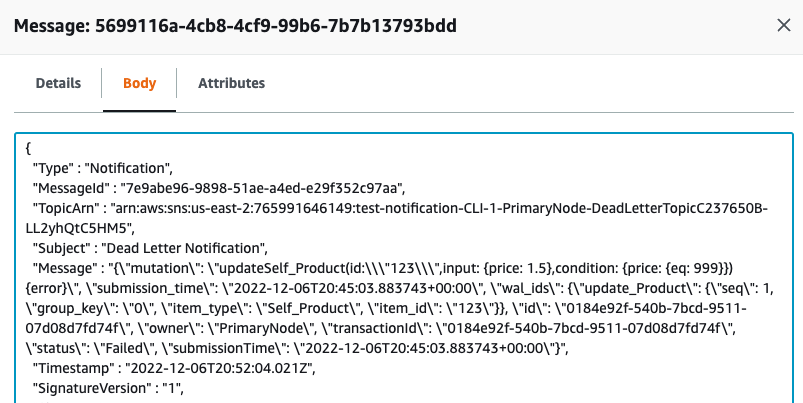 Message: 5699116a-4cb8-4cf9-99b6-7b7b13793bdd
Details Body Attributes
{
"Type" : "Notification",
"MessageId" : "7e9abe96-9898-51ae-a4ed-e29f352c97aa",
"TopicArn" : "arn:aws:sns:us-east-2:765991646149:test-notification-CLI-1-PrimaryNode-DeadLetterTopicC237650B-
LL2yhQtC5HM5",
"Subject" : "Dead Letter Notification",
"Message" : "{\"mutation\": \"updateSelf_Product(id:\\\"123\\\",input: {price: 1.5},condition: {price: {eq: 999}})
{error}\", \"submission_time\": \"2022-12-06T20:45:03.883743+00:00\", \"wal_ids\": {\"update_Product\": {\"seq\": 1,
\"group_key\": \"0\", \"item_type\": \"Self_Product\", \"item_id\": \"123\"}}, \"id\": \"0184e92f-540b-7bcd-9511-
07d08d7fd74f\", \"owner\": \"PrimaryNode\", \"transactionId\": \"0184e92f-540b-7bcd-9511-07d08d7fd74f\",
\"status\": \"Failed\", \"submissionTime\": \"2022-12-06T20:45:03.883743+00:00\"}",
"Timestamp" : "2022-12-06T20:52:04.021Z",
"SignatureVersion" : "1",